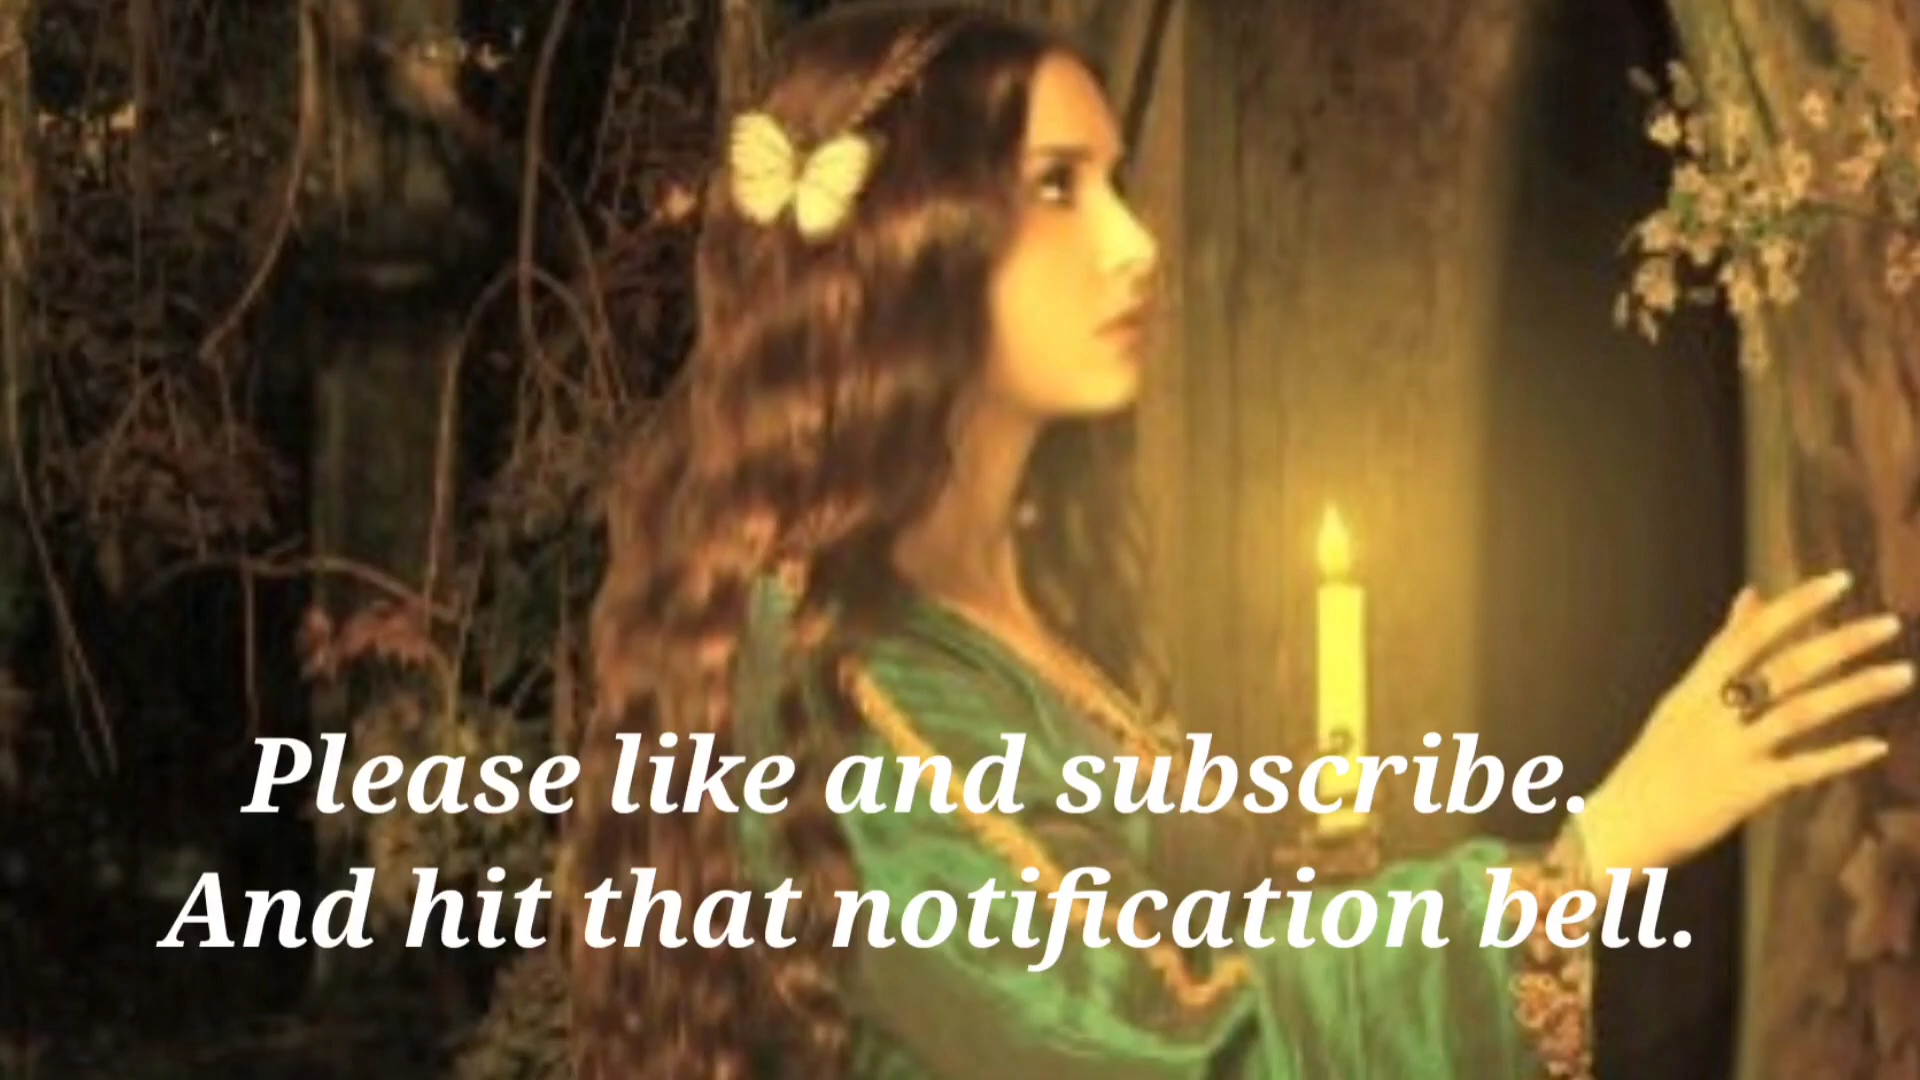 Please like and subscribe.
And hit that notification bell.